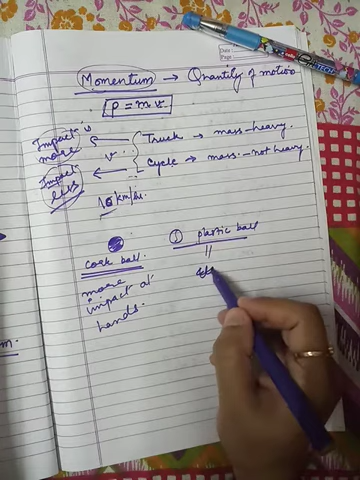 Momentum → Quantity of motion
P = m v
Impact is more
Truck → mass - heavy.
v
Impact less
Cycle → mass - not heavy.
10 km/hr.
① plastic ball
cork ball.
more
impact at
hands.
Date
Page
m.